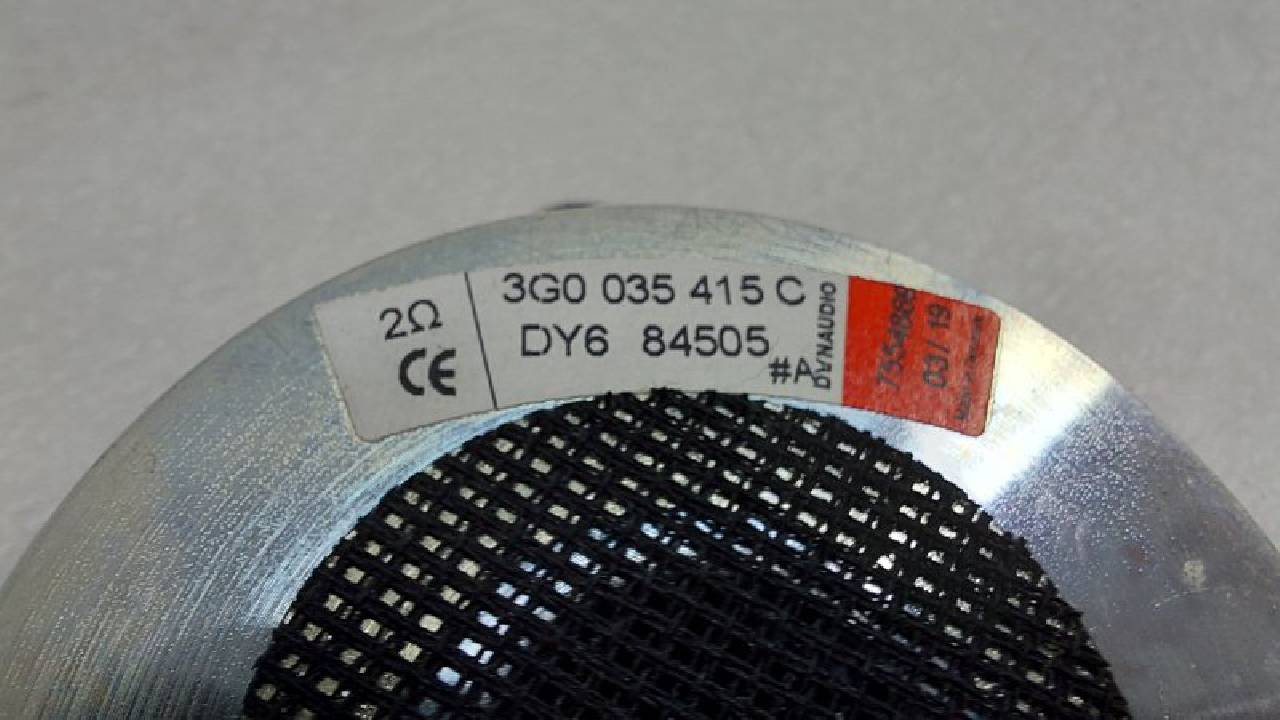 2Ω
CE
3G0 035 415 C
DY6 84505
#A
DYNAUDIO
03/19